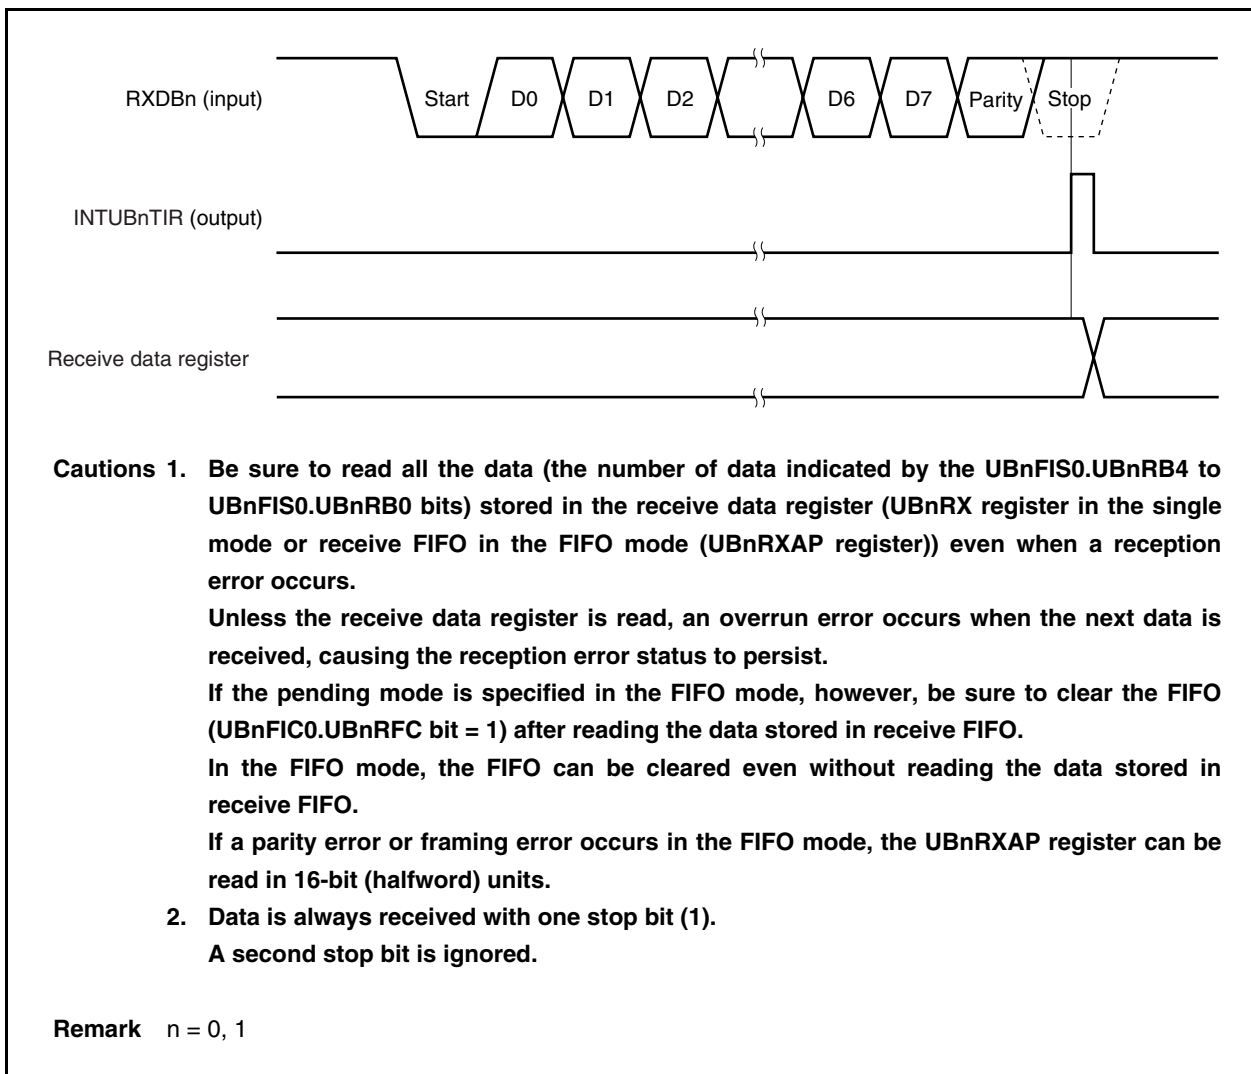 RXDBn (input)
Start D0 D1 D2 D6 D7 Parity Stop
INTUBnTIR (output)
Receive data register
Cautions 1. Be sure to read all the data (the number of data indicated by the UBnFIS0.UBnRB4 to
UBnFIS0.UBnRB0 bits) stored in the receive data register (UBnRX register in the single
mode or receive FIFO in the FIFO mode (UBnRXAP register)) even when a reception
error occurs.
Unless the receive data register is read, an overrun error occurs when the next data is
received, causing the reception error status to persist.
If the pending mode is specified in the FIFO mode, however, be sure to clear the FIFO
(UBnFIC0.UBnRFC bit = 1) after reading the data stored in receive FIFO.
In the FIFO mode, the FIFO can be cleared even without reading the data stored in
receive FIFO.
If a parity error or framing error occurs in the FIFO mode, the UBnRXAP register can be
read in 16-bit (halfword) units.
2. Data is always received with one stop bit (1).
A second stop bit is ignored.
Remark n = 0, 1